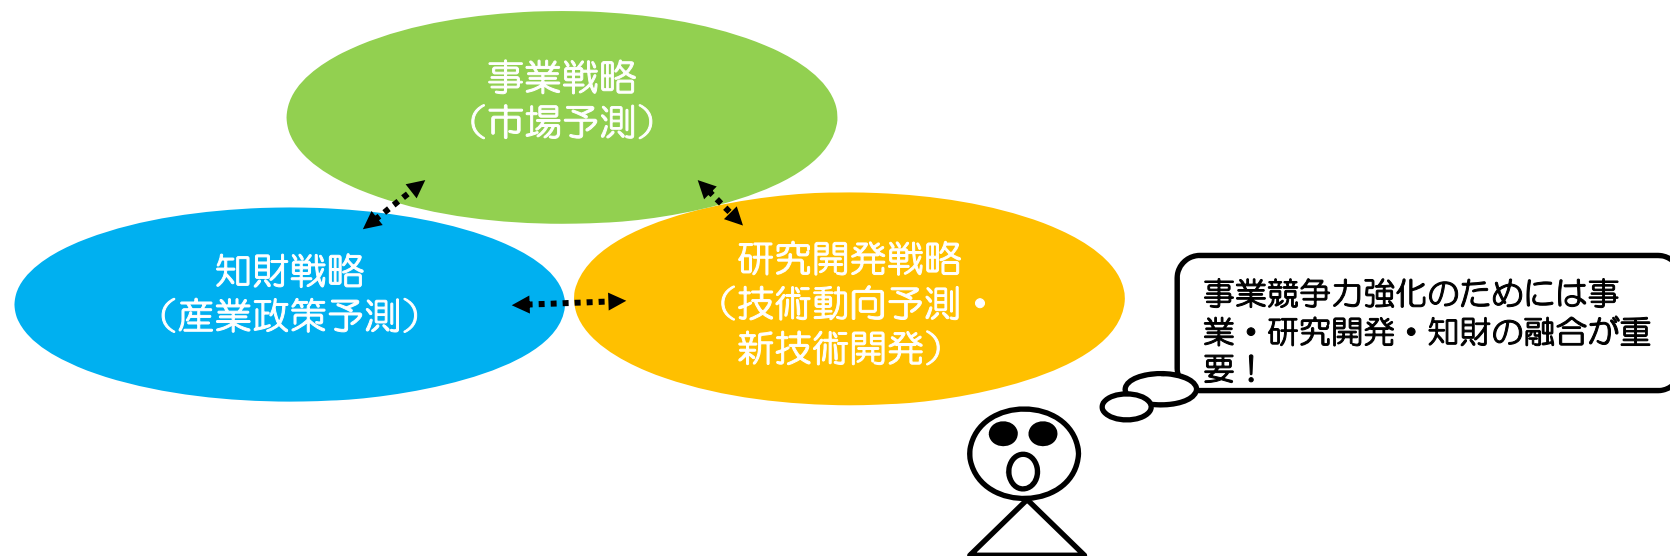 事業戦略
（市場予測）
知財戦略
（産業政策予測）
研究開発戦略
（技術動向予測・
新技術開発）
事業競争力強化のためには事
業・研究開発・知財の融合が重
要！